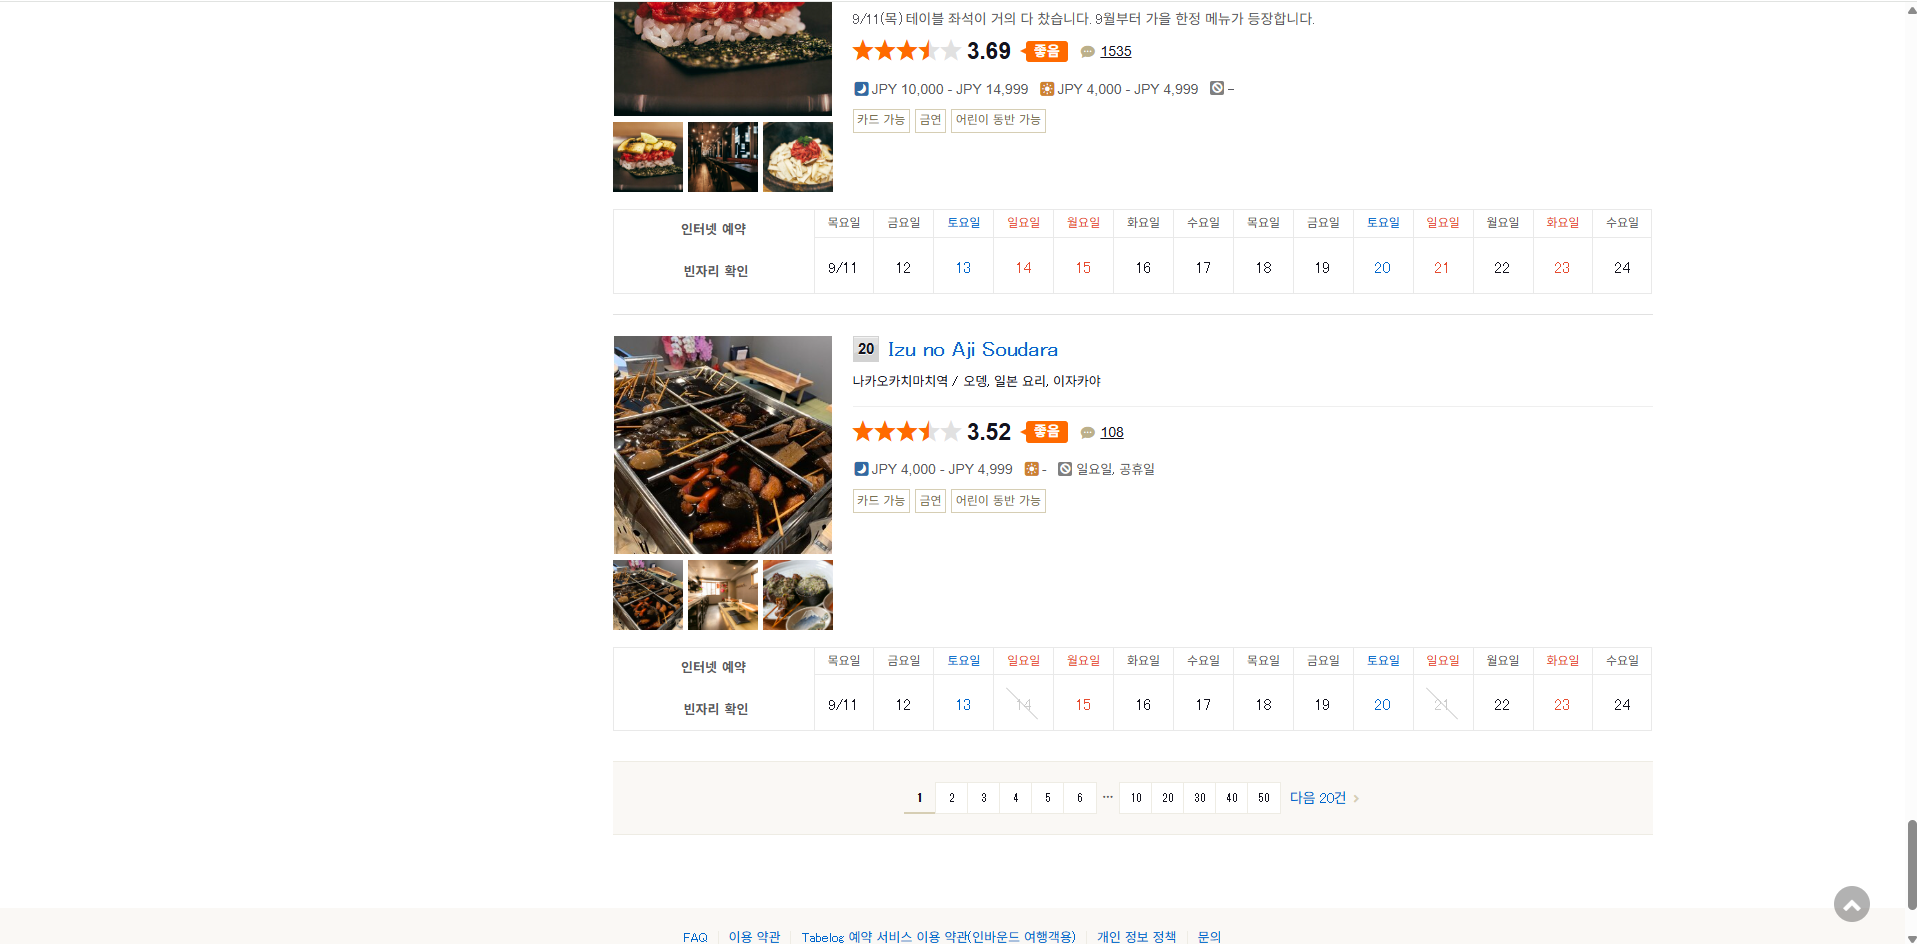 9/11(목) 테이블 좌석이 거의 다 찼습니다. 9월부터 가을 한정 메뉴가 등장합니다.
3.69 좋음 1535
JPY 10,000 - JPY 14,999 JPY 4,000 - JPY 4,999 -
카드 가능 금연 어린이 동반 가능
인터넷 예약
빈자리 확인
목요일 금요일 토요일 일요일 월요일 화요일 수요일 목요일 금요일 토요일 일요일 월요일 화요일 수요일
9/11 12 13 14 15 16 17 18 19 20 21 22 23 24
20 Izu no Aji Soudara
나카오카치마치역 / 오뎅, 일본 요리, 이자카야
3.52 좋음 108
JPY 4,000 - JPY 4,999 - 일요일, 공휴일
카드 가능 금연 어린이 동반 가능
인터넷 예약
빈자리 확인
목요일 금요일 토요일 일요일 월요일 화요일 수요일 목요일 금요일 토요일 일요일 월요일 화요일 수요일
9/11 12 13 14 15 16 17 18 19 20 21 22 23 24
1 2 3 4 5 6 ... 10 20 30 40 50 다음 20건
FAQ 이용 약관 Tabelog 예약 서비스 이용 약관(인바운드 여행객용) 개인 정보 정책 문의